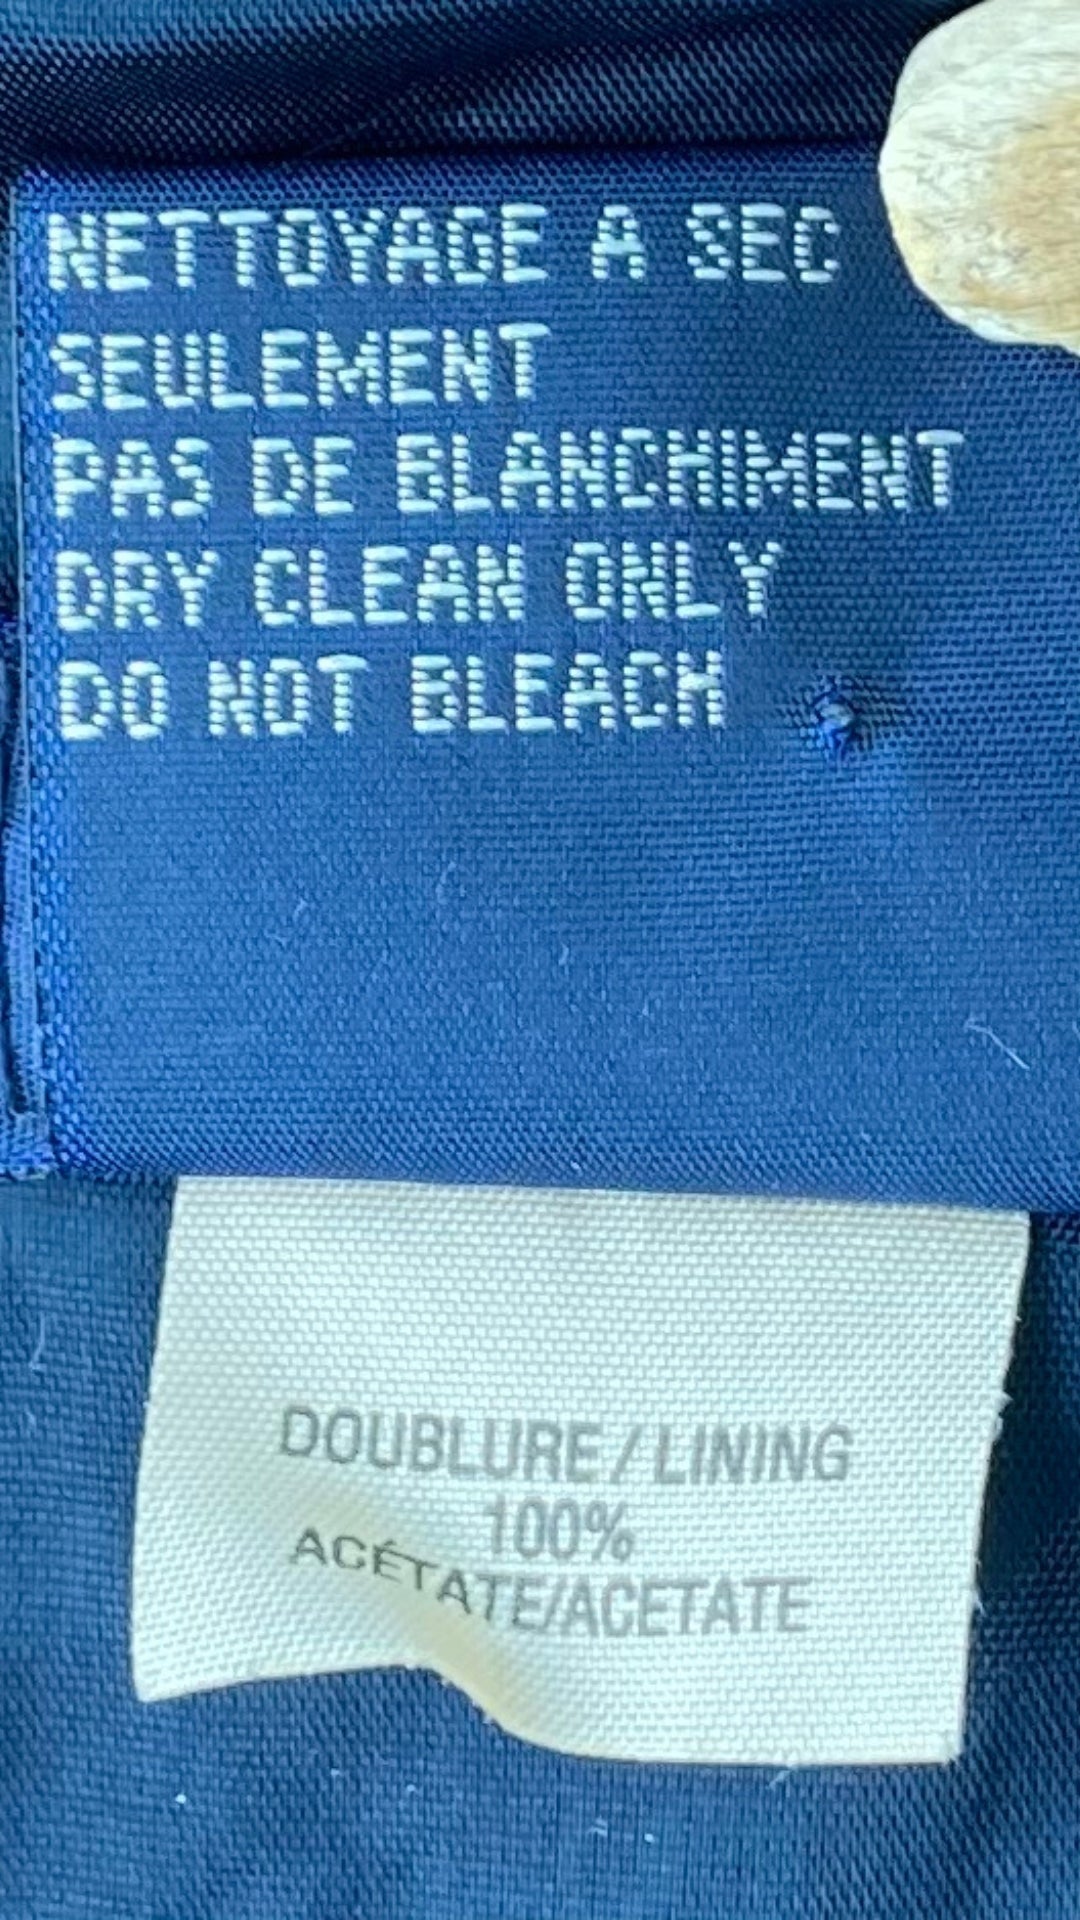 NETTOYAGE A SEC
SEULEMENT
PAS DE BLANCHIMENT
DRY CLEAN ONLY
DO NOT BLEACH
DOUBLURE / LINING
100%
ACÉTATE/ACETATE